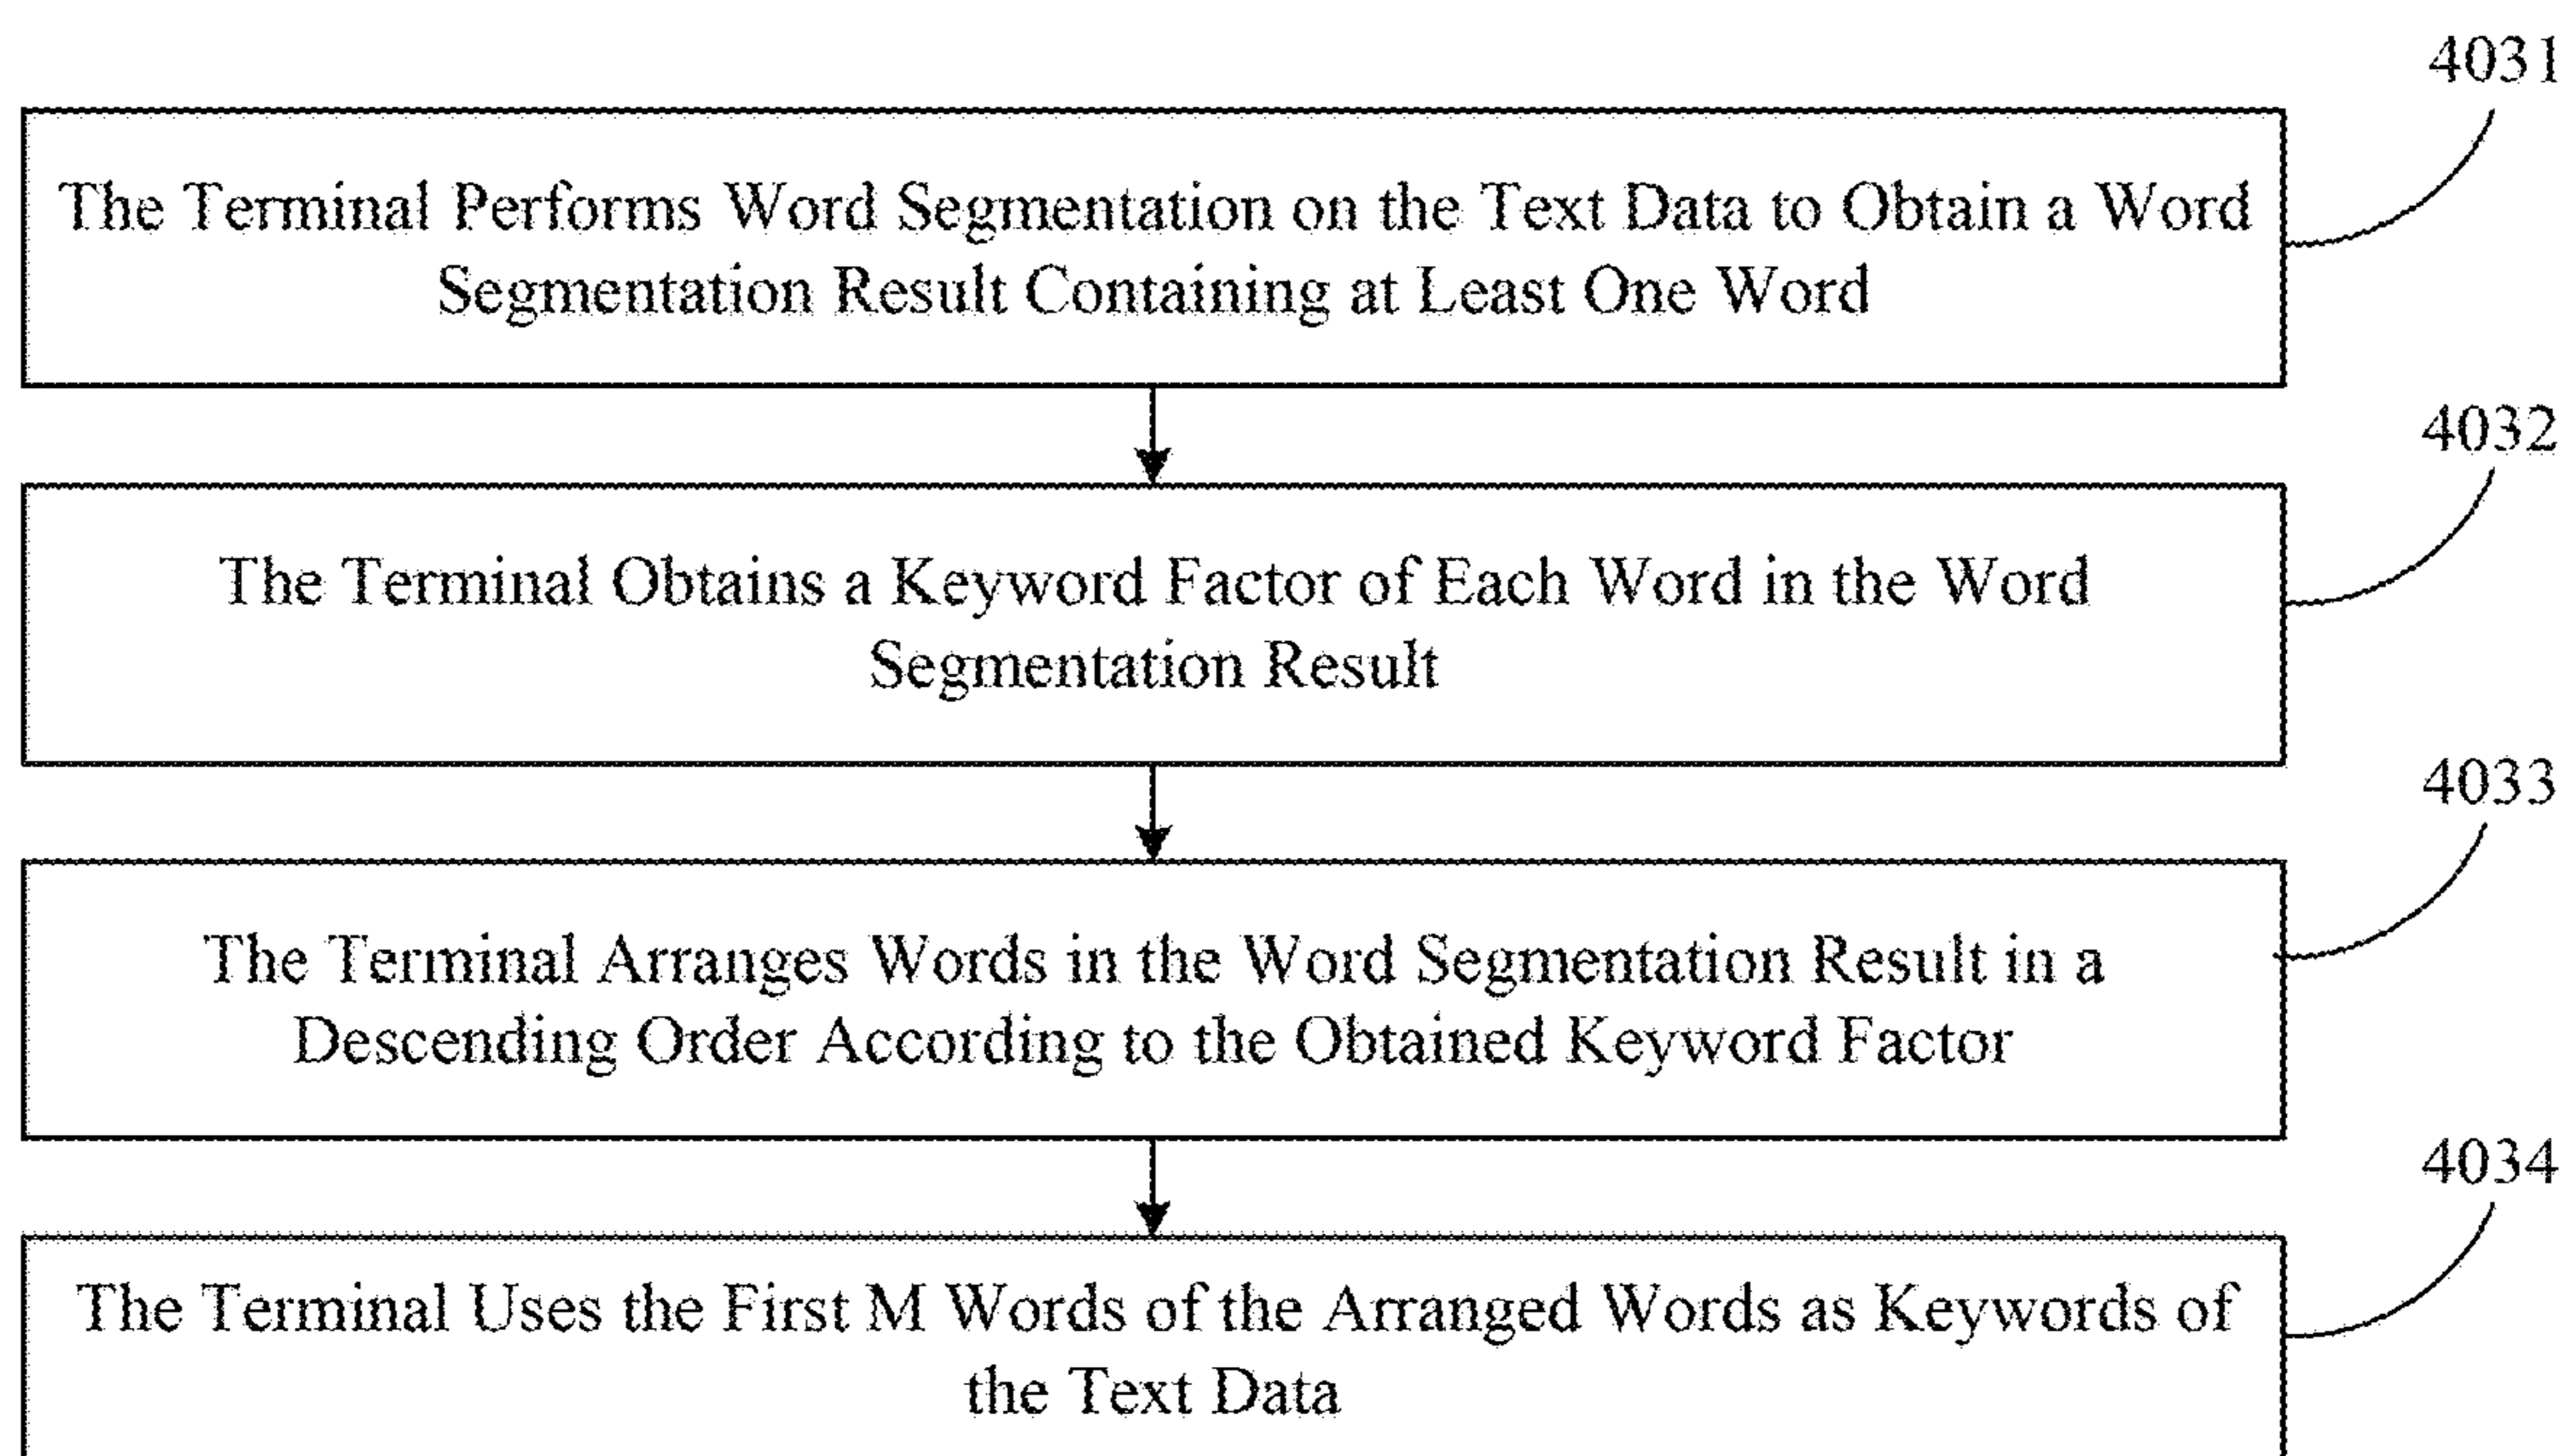 4031
The Terminal Performs Word Segmentation on the Text Data to Obtain a Word
Segmentation Result Containing at Least One Word
4032
The Terminal Obtains a Keyword Factor of Each Word in the Word
Segmentation Result
4033
The Terminal Arranges Words in the Word Segmentation Result in a
Descending Order According to the Obtained Keyword Factor
4034
The Terminal Uses the First M Words of the Arranged Words as Keywords of
the Text Data